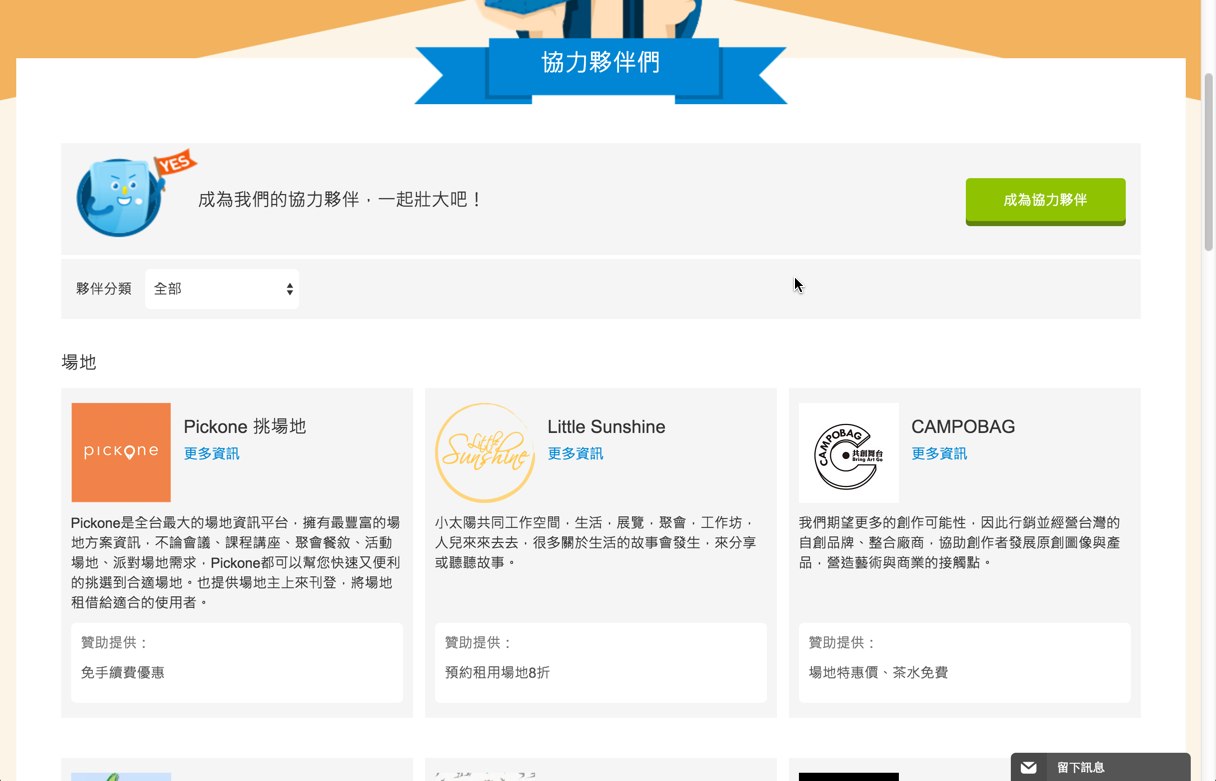 協力夥伴們
YES
成為我們的協力夥伴，一起壯大吧！
成為協力夥伴
夥伴分類
全部
場地
pickone
Pickone 挑場地
更多資訊
Pickone是全台最大的場地資訊平台，擁有最豐富的場
地方案資訊，不論會議、課程講座、聚會餐敘、活動
場地、派對場地需求，Pickone都可以幫您快速又便利
的挑選到合適場地。也提供場地主上來刊登，將場地
租借給適合的使用者。
贊助提供：
免手續費優惠
Little Sunshine
Little Sunshine
更多資訊
小太陽共同工作空間，生活，展覽，聚會，工作坊，
人兒來來去去，很多關於生活的故事會發生，來分享
或聽聽故事。
贊助提供：
預約租用場地8折
CAMPOBAG
共創舞台
Bring Art Go
CAMPOBAG
更多資訊
我們期望更多的創作可能性，因此行銷並經營台灣的
自創品牌、整合廠商，協助創作者發展原創圖像與產
品，營造藝術與商業的接觸點。
贊助提供：
場地特惠價、茶水免費
留下訊息